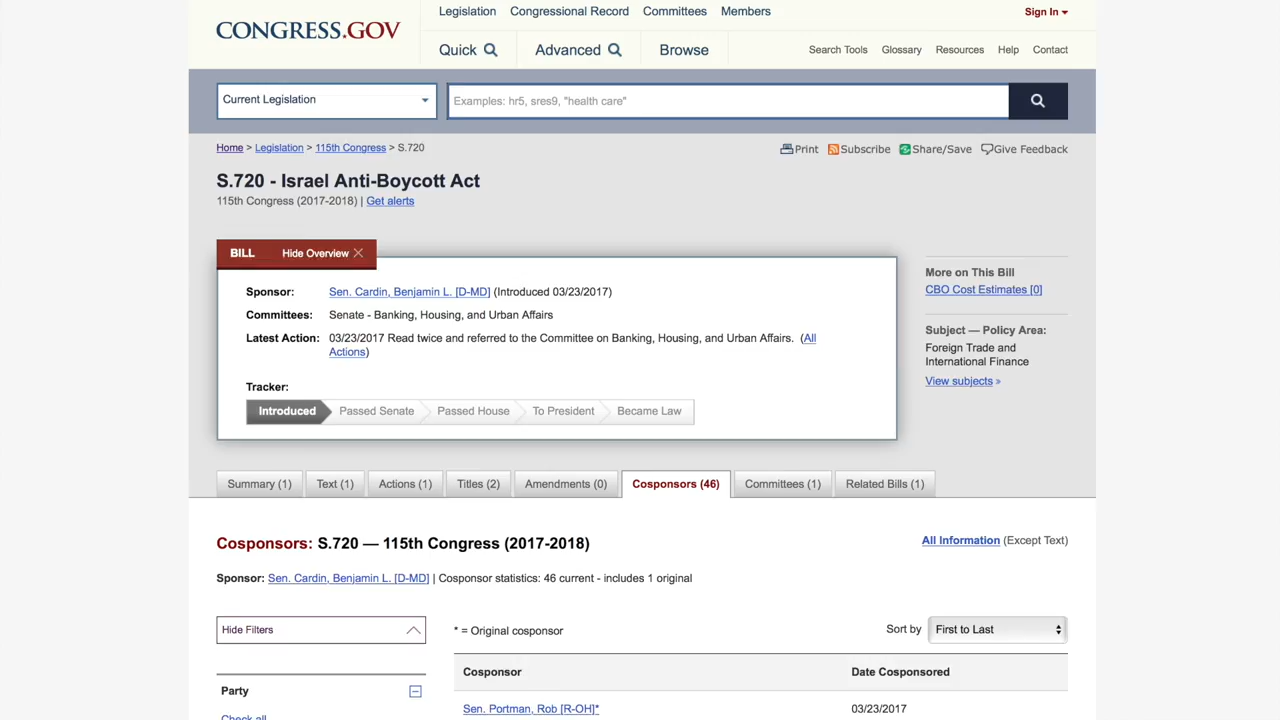 CONGRESS.GOV
Legislation Congressional Record Committees Members
Sign In
Quick Advanced Browse
Search Tools Glossary Resources Help Contact
Current Legislation
Examples: hr5, sres9, "health care"
Home > Legislation > 115th Congress > S.720
Print Subscribe Share/Save Give Feedback
S.720 - Israel Anti-Boycott Act
115th Congress (2017-2018) | Get alerts
BILL Hide Overview
Sponsor: Sen. Cardin, Benjamin L. [D-MD] (Introduced 03/23/2017)
Committees: Senate - Banking, Housing, and Urban Affairs
Latest Action: 03/23/2017 Read twice and referred to the Committee on Banking, Housing, and Urban Affairs. (All
Actions)
Tracker:
Introduced Passed Senate Passed House To President Became Law
More on This Bill
CBO Cost Estimates [0]
Subject — Policy Area:
Foreign Trade and
International Finance
View subjects »
Summary (1) Text (1) Actions (1) Titles (2) Amendments (0) Cosponsors (46) Committees (1) Related Bills (1)
Cosponsors: S.720 — 115th Congress (2017-2018)
All Information (Except Text)
Sponsor: Sen. Cardin, Benjamin L. [D-MD] | Cosponsor statistics: 46 current - includes 1 original
Hide Filters
* = Original cosponsor
Sort by First to Last
Party
Check all
Cosponsor Date Cosponsored
Sen. Portman, Rob [R-OH]* 03/23/2017